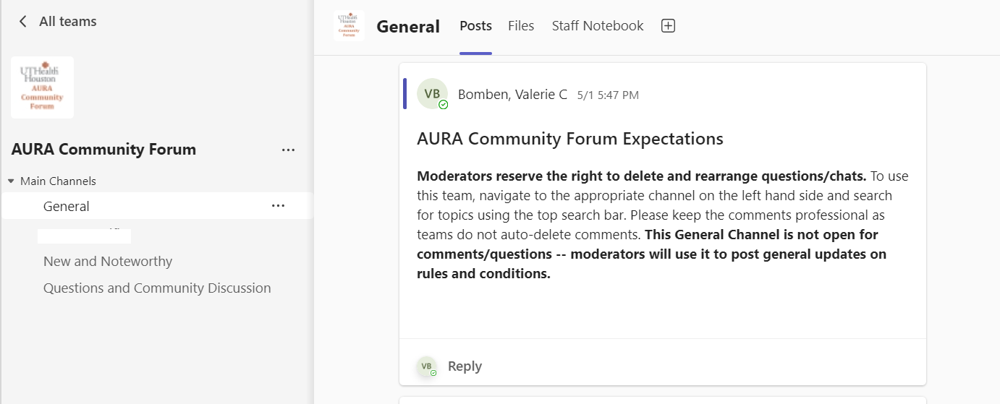 All teams
UTHealth
Houston
AURA
Community
Forum
AURA Community Forum
Main Channels
General
New and Noteworthy
Questions and Community Discussion
UTHealth
Houston
AURA
Community
Forum
General Posts Files Staff Notebook
VB Bomben, Valerie C 5/1 5:47 PM
AURA Community Forum Expectations
Moderators reserve the right to delete and rearrange questions/chats. To use
this team, navigate to the appropriate channel on the left hand side and search
for topics using the top search bar. Please keep the comments professional as
teams do not auto-delete comments. This General Channel is not open for
comments/questions -- moderators will use it to post general updates on
rules and conditions.
VB Reply